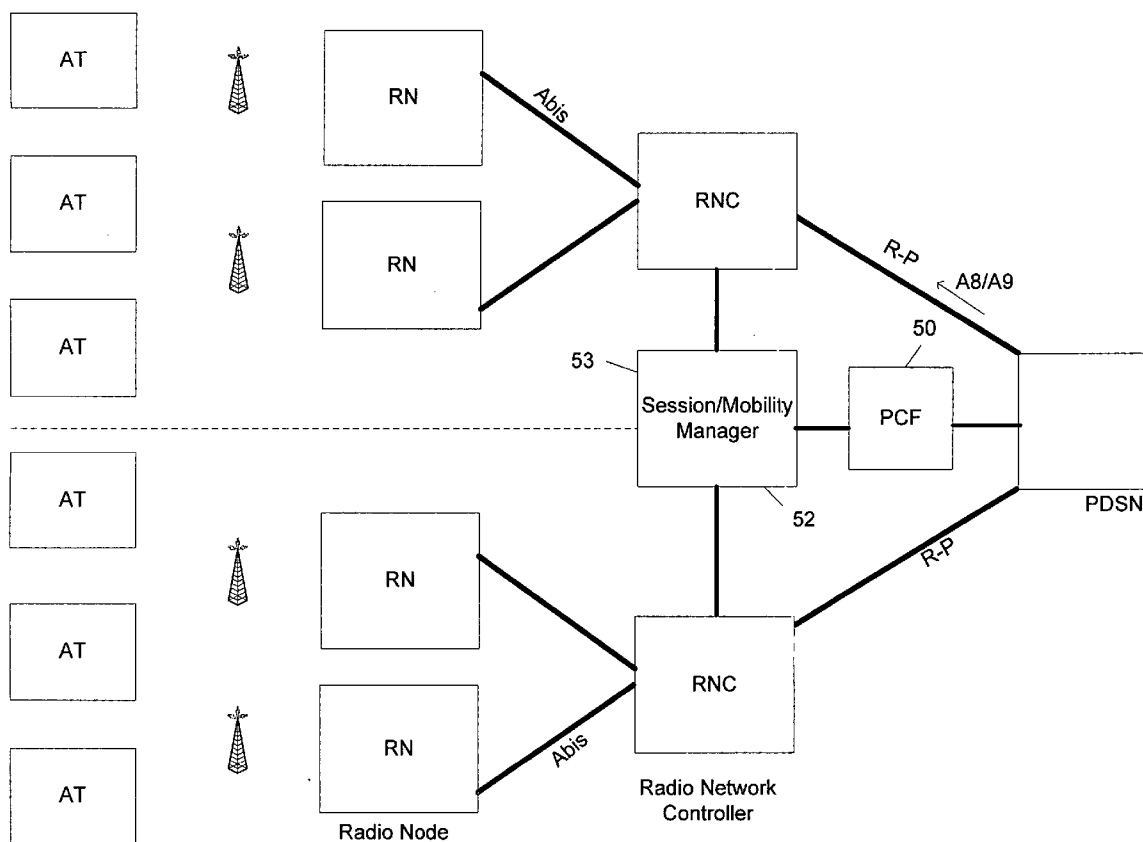 AT
RN
Abis
RNC
AT
RN
R-P
A8/A9
AT
53
50
Session/Mobility
Manager
PCF
52
PDSN
AT
RN
R-P
AT
RNC
RN
Abis
AT
Radio Network
Controller
Radio Node